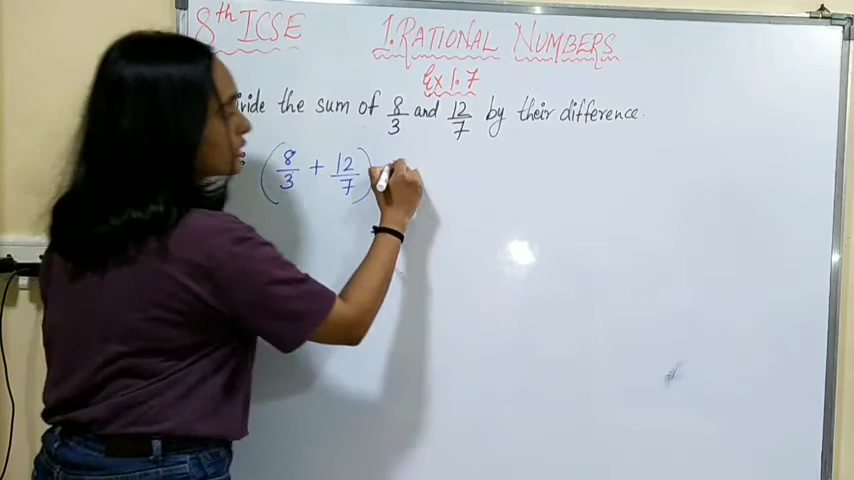 8th ICSE 1. RATIONAL NUMBERS
Ex 1.7
the sum of 8/3 and 12/7 by their difference.
(8/3 + 12/7)